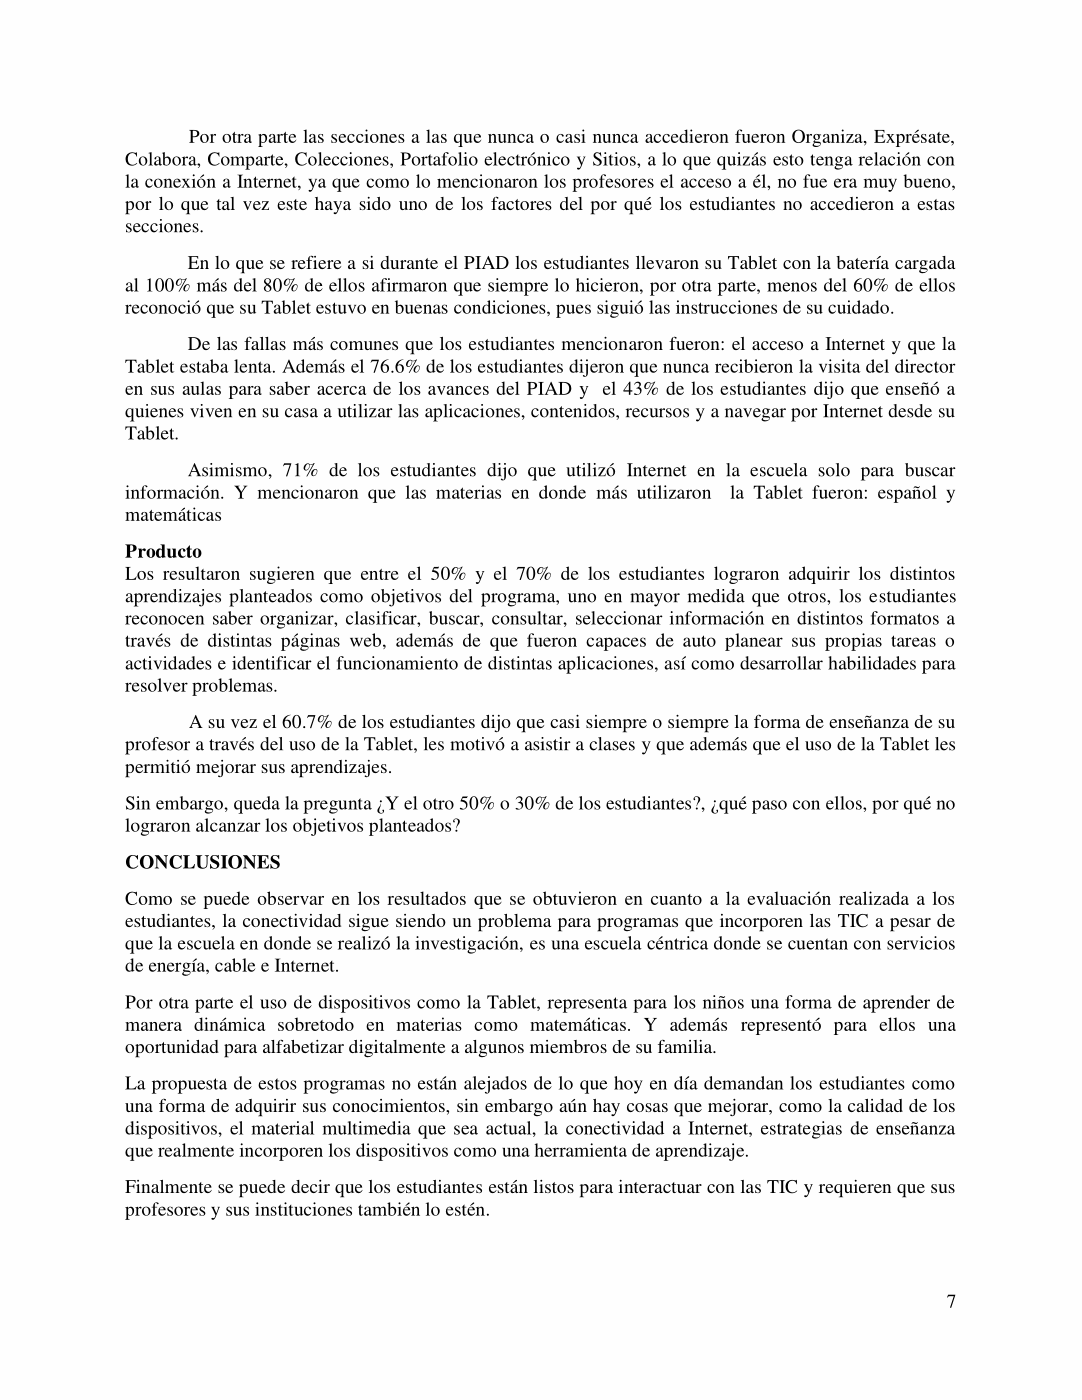 Por otra parte las secciones a las que nunca o casi nunca accedieron fueron Organiza, Exprésate,
Colabora, Comparte, Colecciones, Portafolio electrónico y Sitios, a lo que quizás esto tenga relación con
la conexión a Internet, ya que como lo mencionaron los profesores el acceso a él, no fue era muy bueno,
por lo que tal vez este haya sido uno de los factores del por qué los estudiantes no accedieron a estas
secciones.
En lo que se refiere a si durante el PIAD los estudiantes llevaron su Tablet con la batería cargada
al 100% más del 80% de ellos afirmaron que siempre lo hicieron, por otra parte, menos del 60% de ellos
reconoció que su Tablet estuvo en buenas condiciones, pues siguió las instrucciones de su cuidado.
De las fallas más comunes que los estudiantes mencionaron fueron: el acceso a Internet y que la
Tablet estaba lenta. Además el 76.6% de los estudiantes dijeron que nunca recibieron la visita del director
en sus aulas para saber acerca de los avances del PIAD y  el 43% de los estudiantes dijo que enseñó a
quienes viven en su casa a utilizar las aplicaciones, contenidos, recursos y a navegar por Internet desde su
Tablet.
Asimismo, 71% de los estudiantes dijo que utilizó Internet en la escuela solo para buscar
información. Y mencionaron que las materias en donde más utilizaron  la Tablet fueron: español y
matemáticas
Producto
Los resultaron sugieren que entre el 50% y el 70% de los estudiantes lograron adquirir los distintos
aprendizajes planteados como objetivos del programa, uno en mayor medida que otros, los estudiantes
reconocen saber organizar, clasificar, buscar, consultar, seleccionar información en distintos formatos a
través de distintas páginas web, además de que fueron capaces de auto planear sus propias tareas o
actividades e identificar el funcionamiento de distintas aplicaciones, así como desarrollar habilidades para
resolver problemas.
A su vez el 60.7% de los estudiantes dijo que casi siempre o siempre la forma de enseñanza de su
profesor a través del uso de la Tablet, les motivó a asistir a clases y que además que el uso de la Tablet les
permitió mejorar sus aprendizajes.
Sin embargo, queda la pregunta ¿Y el otro 50% o 30% de los estudiantes?, ¿qué paso con ellos, por qué no
lograron alcanzar los objetivos planteados?
CONCLUSIONES
Como se puede observar en los resultados que se obtuvieron en cuanto a la evaluación realizada a los
estudiantes, la conectividad sigue siendo un problema para programas que incorporen las TIC a pesar de
que la escuela en donde se realizó la investigación, es una escuela céntrica donde se cuentan con servicios
de energía, cable e Internet.
Por otra parte el uso de dispositivos como la Tablet, representa para los niños una forma de aprender de
manera dinámica sobretodo en materias como matemáticas. Y además representó para ellos una
oportunidad para alfabetizar digitalmente a algunos miembros de su familia.
La propuesta de estos programas no están alejados de lo que hoy en día demandan los estudiantes como
una forma de adquirir sus conocimientos, sin embargo aún hay cosas que mejorar, como la calidad de los
dispositivos, el material multimedia que sea actual, la conectividad a Internet, estrategias de enseñanza
que realmente incorporen los dispositivos como una herramienta de aprendizaje.
Finalmente se puede decir que los estudiantes están listos para interactuar con las TIC y requieren que sus
profesores y sus instituciones también lo estén.
7